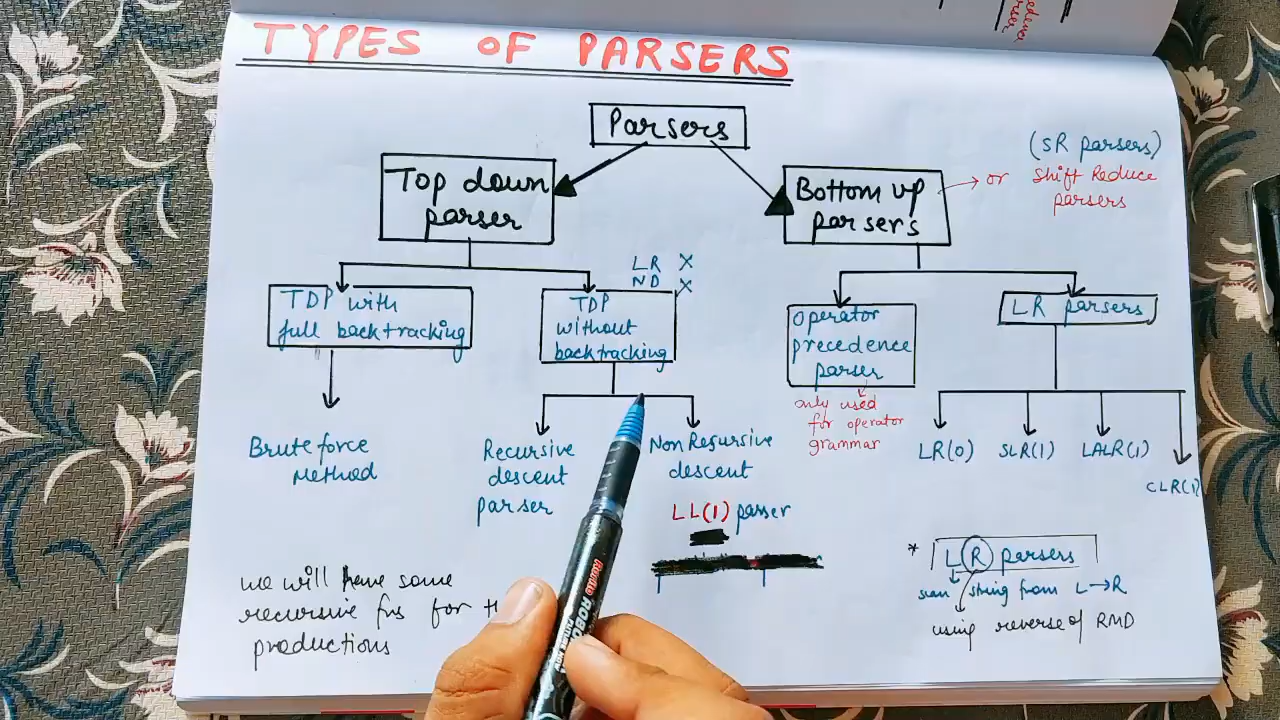 TYPES OF PARSERS
Parsers
Top down
parser
Bottom up
parsers
or
(SR parsers)
Shift Reduce
parsers
TDP with
full backtracking
LR X
ND X
TDP
without
backtracking
Operator
precedence
parser
LR parsers
only used
for operator
grammar
Bruteforce
Method
Recursive
descent
parser
Non Resursive
descent
LL(1) parser
LR(0)
SLR(1)
LALR(1)
CLR(1)
we will have some
recursive fns for
productions
* LR parsers
scan string from L → R
using reverse of RMD